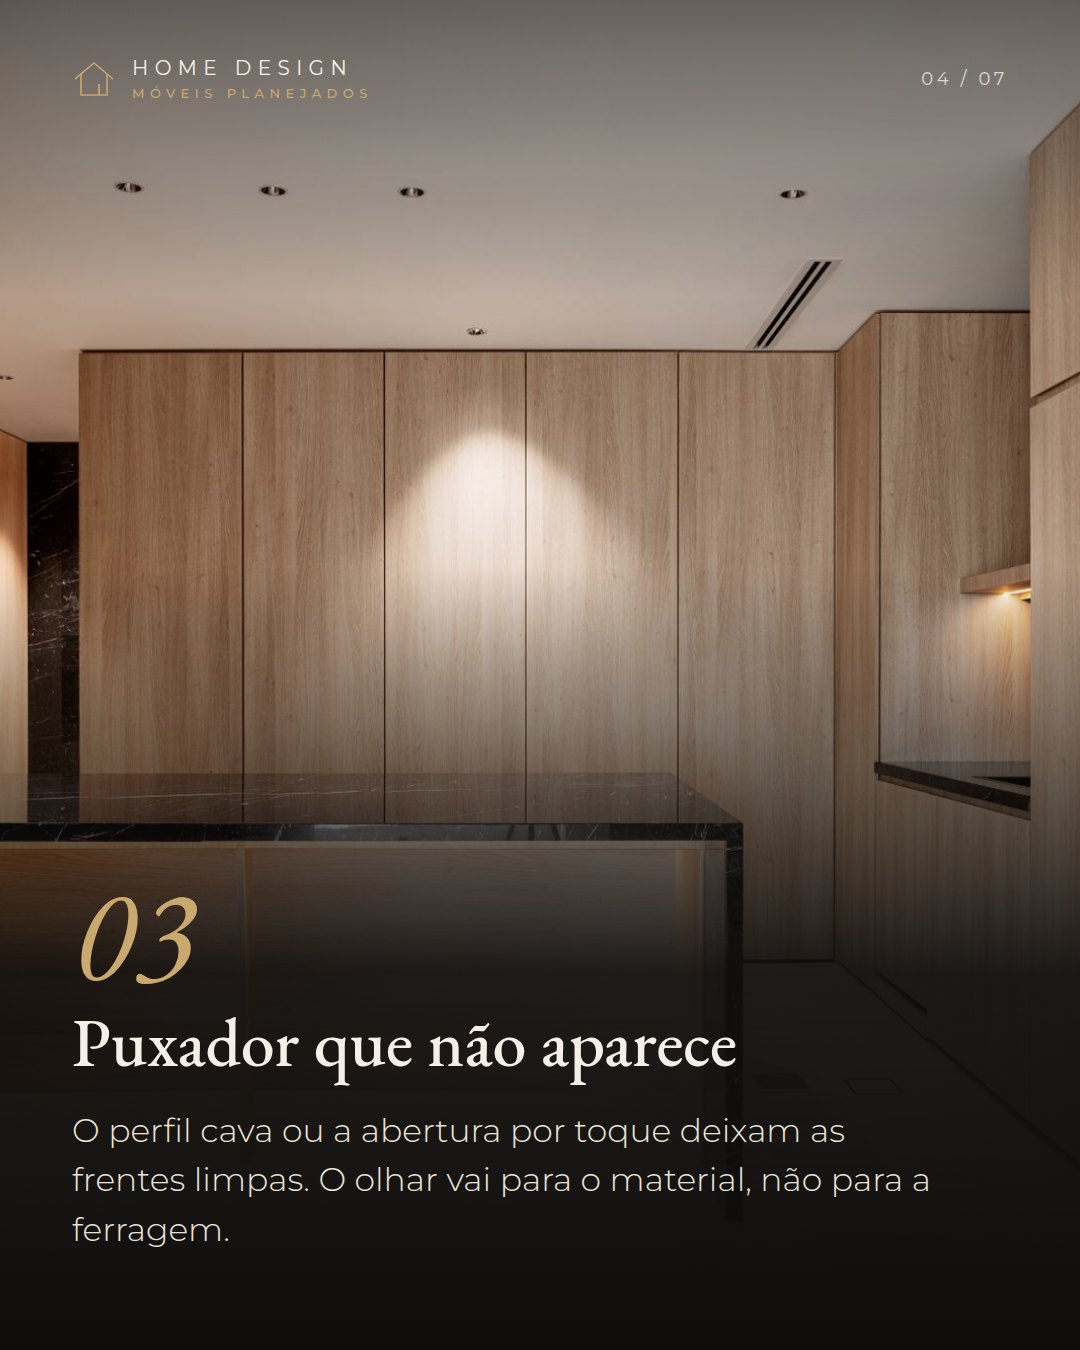 HOME DESIGN
MÓVEIS PLANEJADOS
04 / 07
03
Puxador que não aparece
O perfil cava ou a abertura por toque deixam as
frentes limpas. O olhar vai para o material, não para a
ferragem.